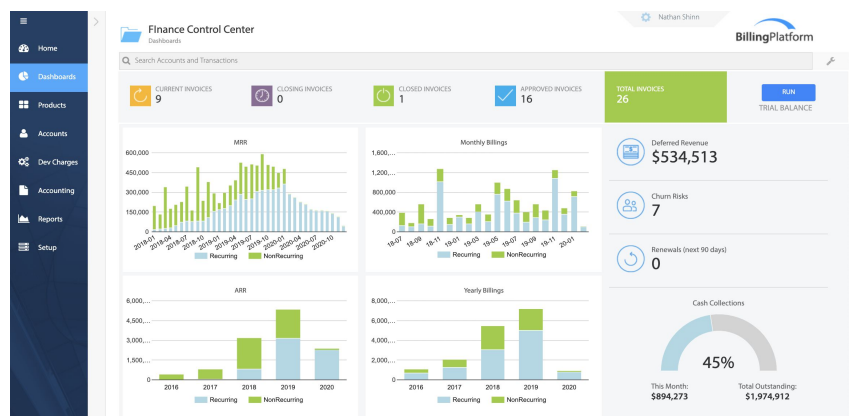 Nathan Shinn
FInance Control Center
Dashboards
BillingPlatform
Search Accounts and Transactions
Home
Dashboards
Products
Accounts
Dev Charges
Accounting
Reports
Setup
CURRENT INVOICES
9
CLOSING INVOICES
0
CLOSED INVOICES
1
APPROVED INVOICES
16
TOTAL INVOICES
26
RUN
TRIAL BALANCE
MRR
600,000
450,000
300,000
150,000
0
2018-01 2018-04 2018-07 2018-10 2019-01 2019-04 2019-07 2019-10 2020-01 2020-04 2020-07 2020-10
Recurring NonRecurring
Monthly Billings
1,600,...
1,200,...
800,000
400,000
0
18-07 18-09 18-11 19-01 19-03 19-05 19-07 19-09 19-11 20-01
Recurring NonRecurring
Deferred Revenue
$534,513
Churn Risks
7
Renewals (next 90 days)
0
ARR
6,000,...
4,500,...
3,000,...
1,500,...
0
2016 2017 2018 2019 2020
Recurring NonRecurring
Yearly Billings
8,000,...
6,000,...
4,000,...
2,000,...
0
2016 2017 2018 2019 2020
Recurring NonRecurring
Cash Collections
45%
This Month: Total Outstanding:
$894,273 $1,974,912